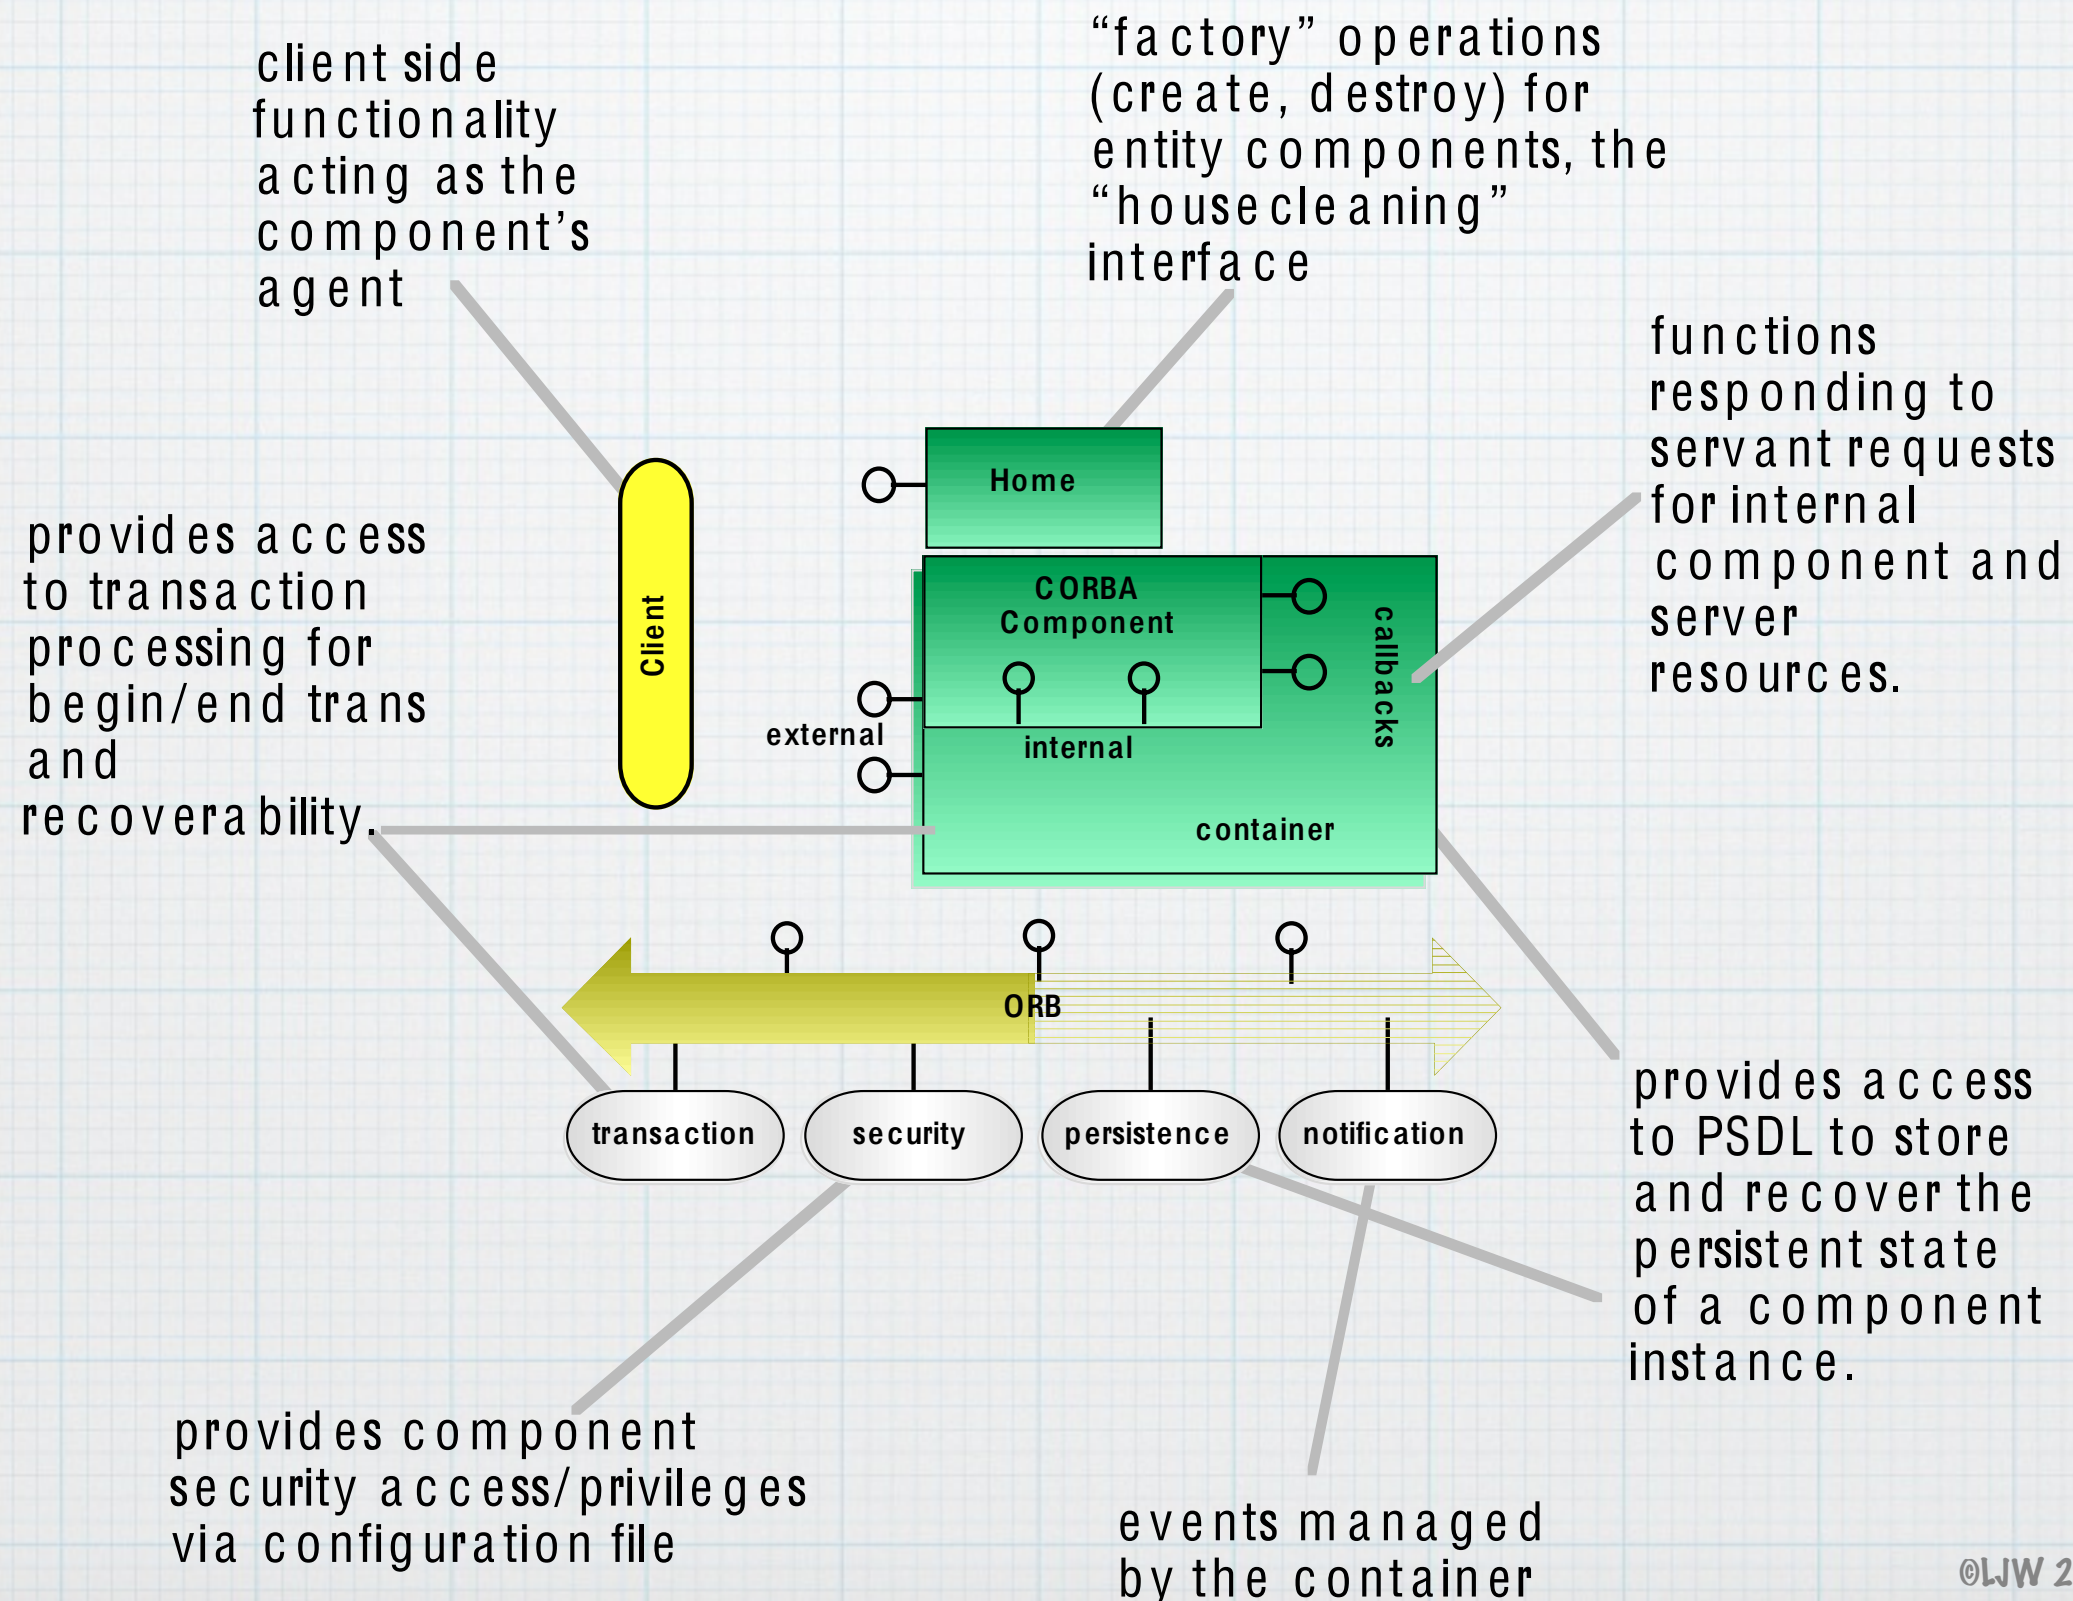 client side
functionality
acting as the
component's
agent
“factory” operations
(create, destroy) for
entity components, the
“housecleaning”
interface
functions
responding to
servant requests
for internal
component and
server
resources.
provides access
to transaction
processing for
begin/end trans
and
recoverability.
Home
Client
CORBA
Component
callbacks
external
internal
container
ORB
transaction
security
persistence
notification
provides access
to PSDL to store
and recover the
persistent state
of a component
instance.
provides component
security access/privileges
via configuration file
events managed
by the container
©LJW 2